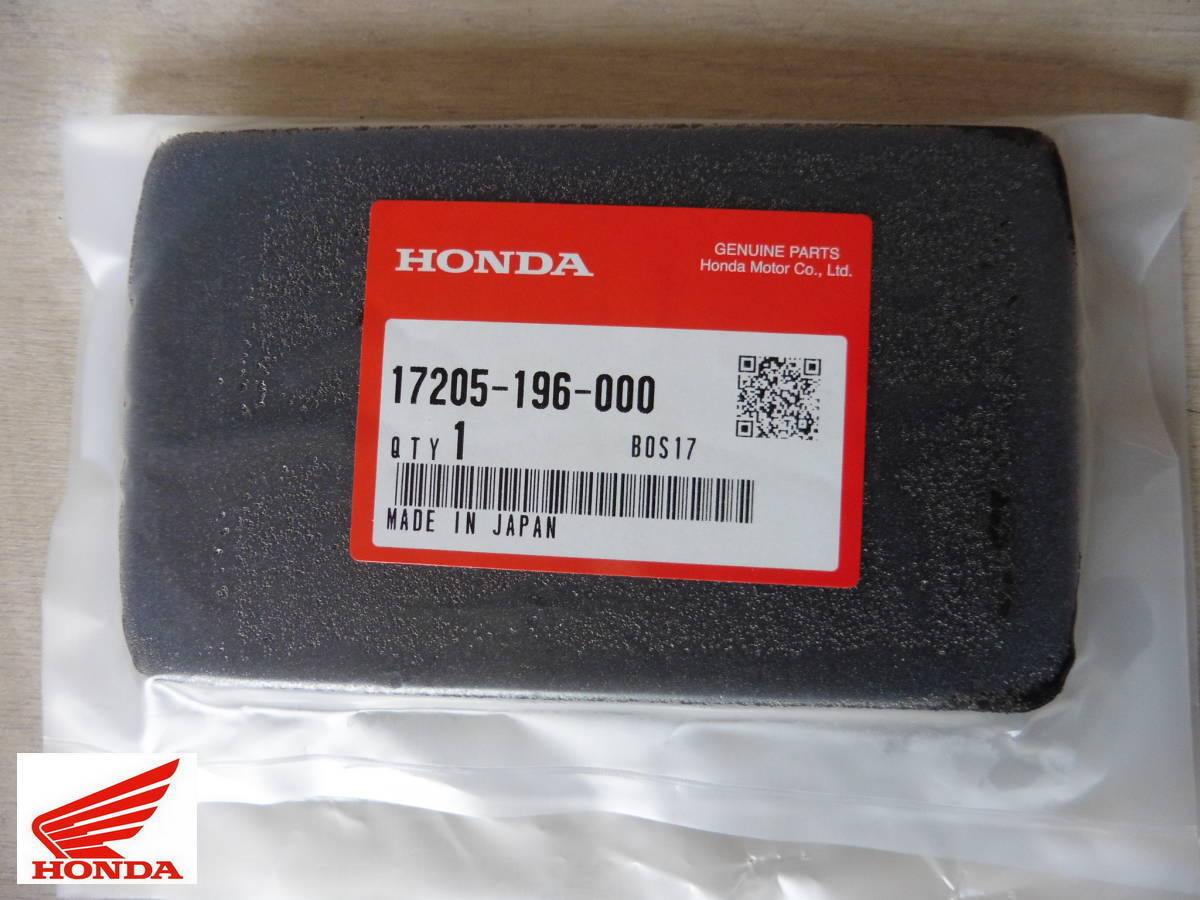 HONDA
GENUINE PARTS
Honda Motor Co., Ltd.
17205-196-000
QTY 1 BOS17
MADE IN JAPAN
HONDA